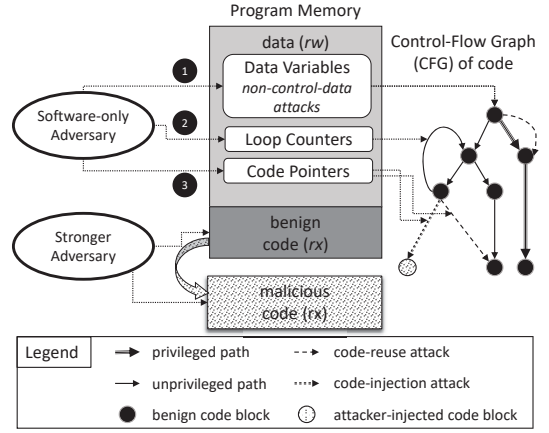 Program Memory
data (rw)
Control-Flow Graph
(CFG) of code
1
Data Variables
non-control-data
attacks
Software-only
Adversary
2
Loop Counters
3
Code Pointers
Stronger
Adversary
benign
code (rx)
malicious
code (rx)
Legend
privileged path
code-reuse attack
unprivileged path
code-injection attack
benign code block
attacker-injected code block